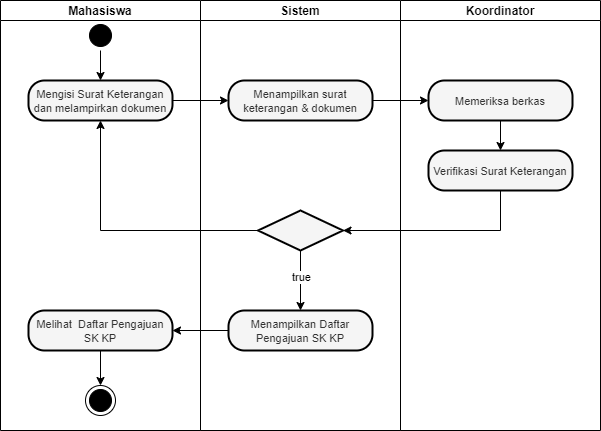 Mahasiswa
Sistem
Koordinator
Mengisi Surat Keterangan
dan melampirkan dokumen
Menampilkan surat
keterangan & dokumen
Memeriksa berkas
Verifikasi Surat Keterangan
true
Melihat Daftar Pengajuan
SK KP
Menampilkan Daftar
Pengajuan SK KP